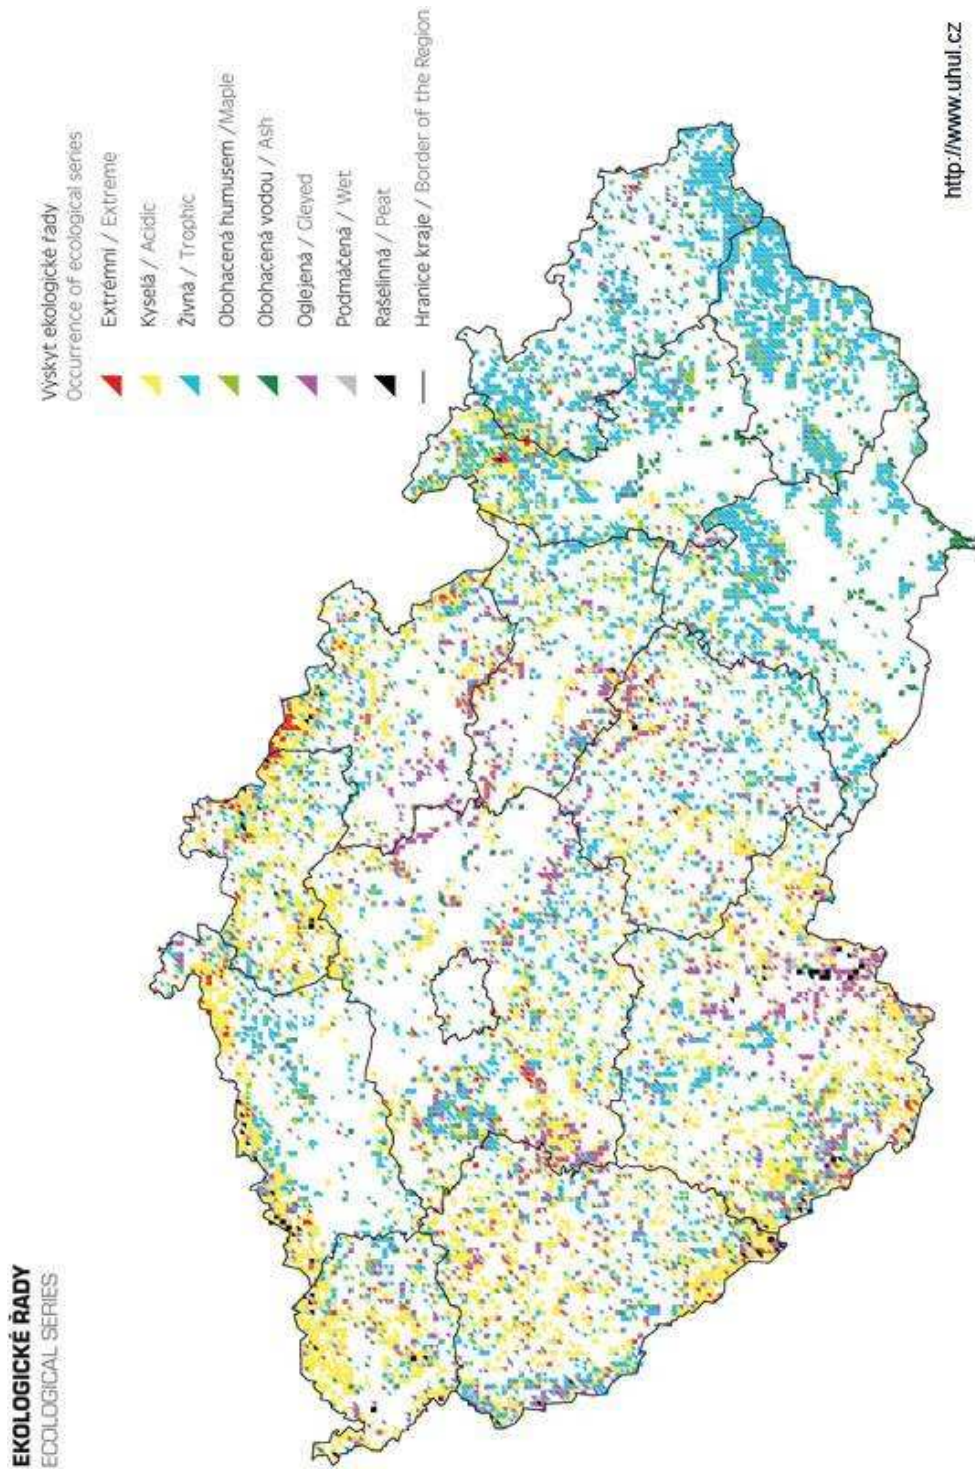 EKOLOGICKÉ ŘADY
ECOLOGICAL SERIES
Výskyt ekologické řady
Occurrence of ecological series
Extrémní / Extreme
Kyselá / Acidic
Živná / Trophic
Obohacená humusem /Maple
Obohacená vodou / Ash
Oglejená / Gleyed
Podmáčená / Wet
Rašelinná / Peat
Hranice kraje / Border of the Region
http://www.uhul.cz